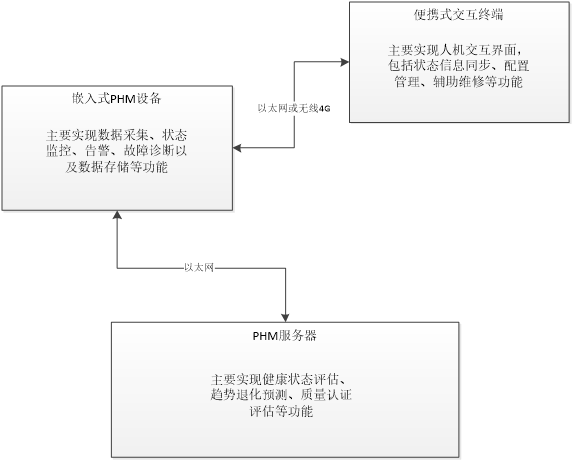 便携式交互终端
主要实现人机交互界面，
包括状态信息同步、配置
管理、辅助维修等功能
嵌入式PHM设备
主要实现数据采集、状态
监控、告警、故障诊断以
及数据存储等功能
以太网或无线4G
以太网
PHM服务器
主要实现健康状态评估、
趋势退化预测、质量认证
评估等功能